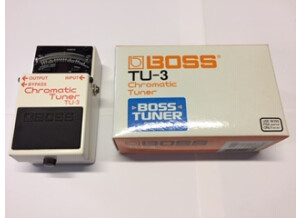 OUTPUT
INPUT
BYPASS
Chromatic
Tuner
TU-3
BOSS
BOSS
TU-3
Chromatic
Tuner
BOSS
TUNER